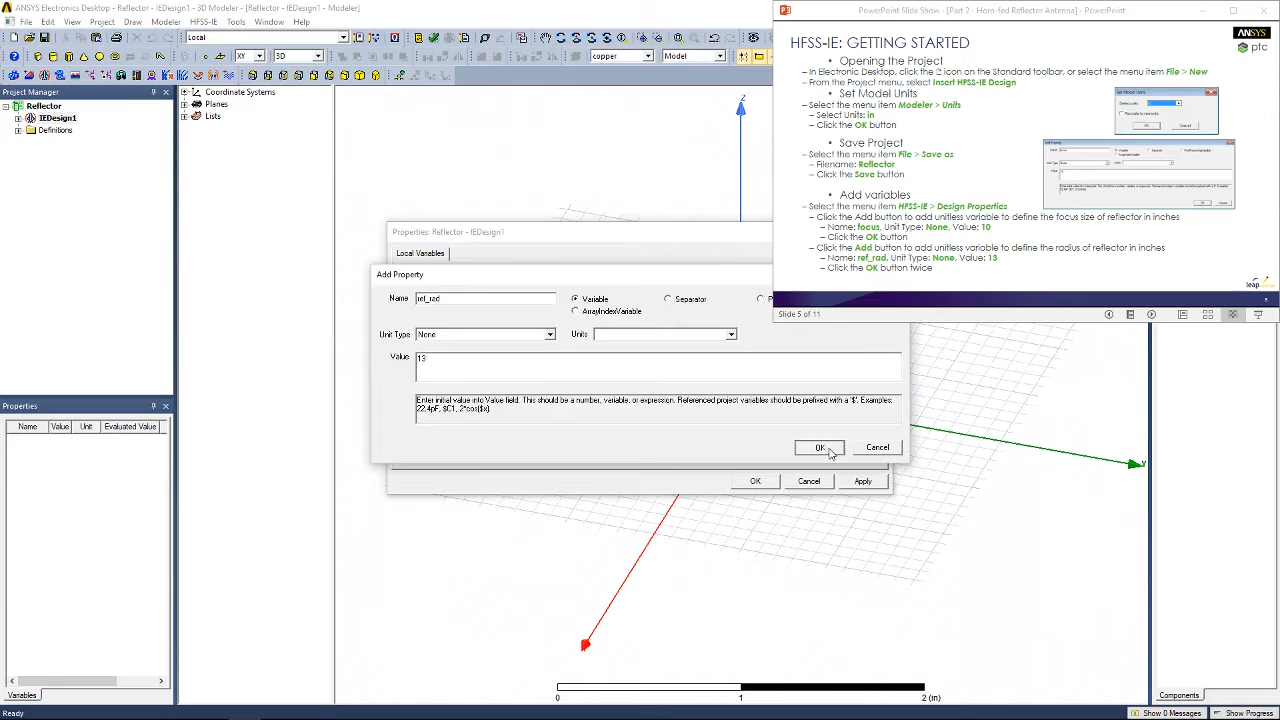 ANSYS Electronics Desktop - Reflector - IEDesign1 - 3D Modeler - [Reflector - IEDesign1 - Modeler]
File Edit View Project Draw Modeler HFSS-IE Tools Window Help
Local
XY
3D
copper
Model
Project Manager
Reflector
IEDesign1
Definitions
Coordinate Systems
Planes
Lists
Properties
Name Value Unit Evaluated Value
Variables
Ready
Z
Y
0 1 2 (in)
Properties: Reflector - IEDesign1
Local Variables
Add Property
Name ref_rad
Variable
Separator
ArrayIndexVariable
Unit Type None
Units
Value 13
Enter initial value into Value field. This should be a number, variable, or expression. Referenced project variables should be prefixed with a '$'. Examples:
OK Cancel
OK Cancel Apply
PowerPoint Slide Show - [Part 2 - Horn-fed Reflector Antenna] - PowerPoint
ANSYS
ptc
HFSS-IE: GETTING STARTED
• Opening the Project
– In Electronic Desktop, click the icon on the Standard toolbar, or select the menu item File > New
– From the Project menu, select Insert HFSS-IE Design
• Set Model Units
– Select the menu item Modeler > Units
– Select Units: in
– Click the OK button
• Save Project
– Select the menu item File > Save as
– Filename: Reflector
– Click the Save button
• Add variables
– Select the menu item HFSS-IE > Design Properties
– Click the Add button to add unitless variable to define the focus size of reflector in inches
– Name: focus, Unit Type: None, Value: 10
– Click the OK button
– Click the Add button to add unitless variable to define the radius of reflector in inches
– Name: ref_rad, Unit Type: None, Value: 13
– Click the OK button twice
Set Model Units
OK Cancel
Slide 5 of 11
Components
Show 0 Messages
Show Progress